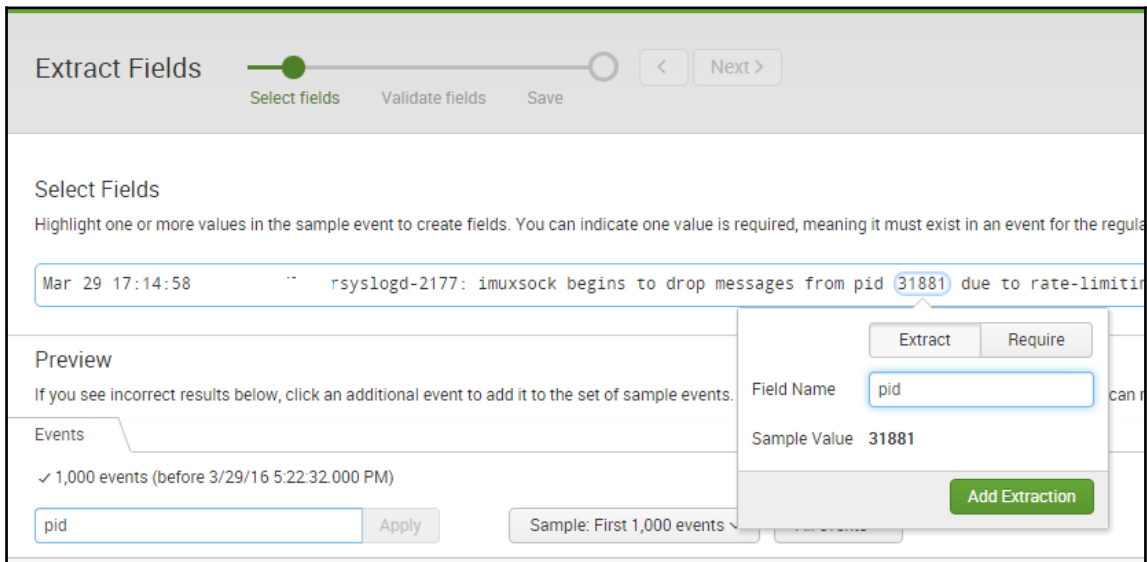 Extract Fields
< Next >
Select fields Validate fields Save
Select Fields
Highlight one or more values in the sample event to create fields. You can indicate one value is required, meaning it must exist in an event for the regula
Mar 29 17:14:58 rsyslogd-2177: imuxsock begins to drop messages from pid 31881 due to rate-limitin
Extract Require
Preview
If you see incorrect results below, click an additional event to add it to the set of sample events.
Field Name pid
can
Events
Sample Value 31881
✓ 1,000 events (before 3/29/16 5:22:32.000 PM)
Add Extraction
pid Apply Sample: First 1,000 events